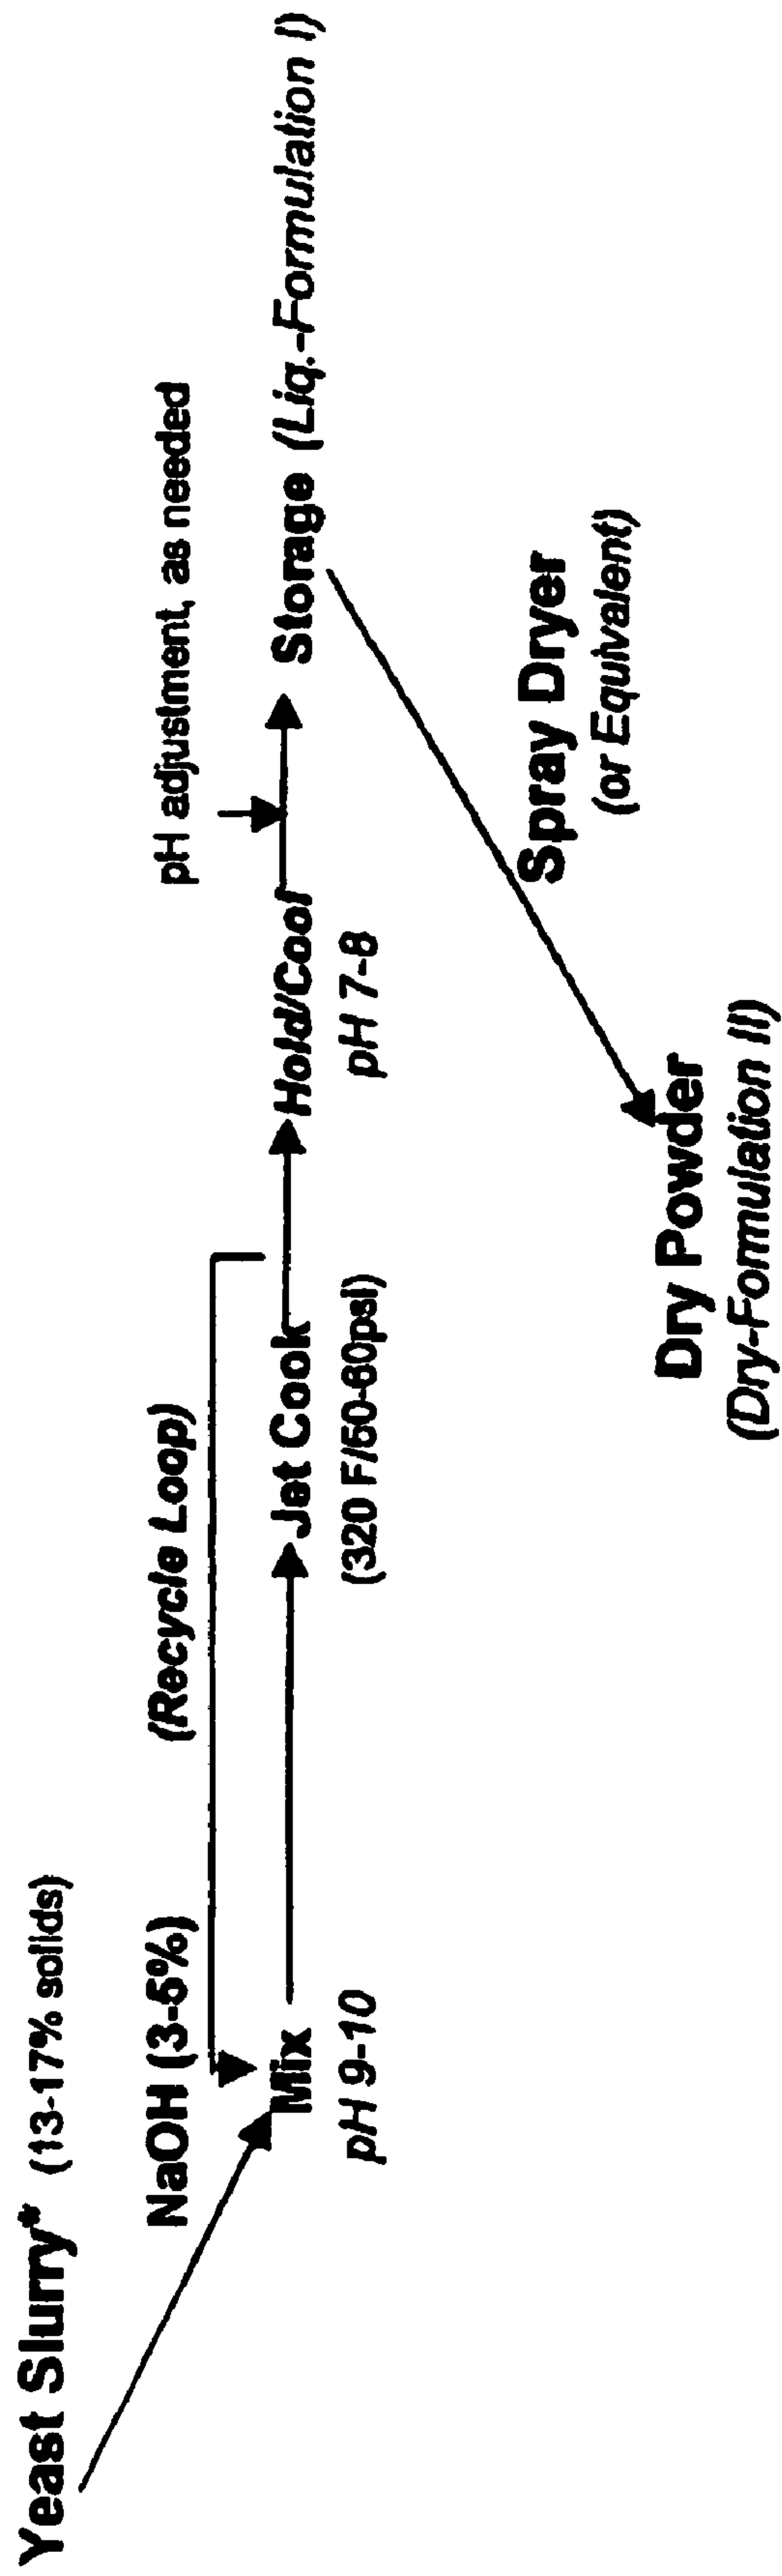 Yeast Slurry* (13-17% solids)
NaOH (3-5%)
(Recycle Loop)
pH adjustment, as needed
Mix
Jet Cook
Hold/Cool
Storage (Liq.-Formulation I)
pH 9-10
(320 F/50-60psi)
pH 7-8
Spray Dryer
(or Equivalent)
Dry Powder
(Dry-Formulation II)